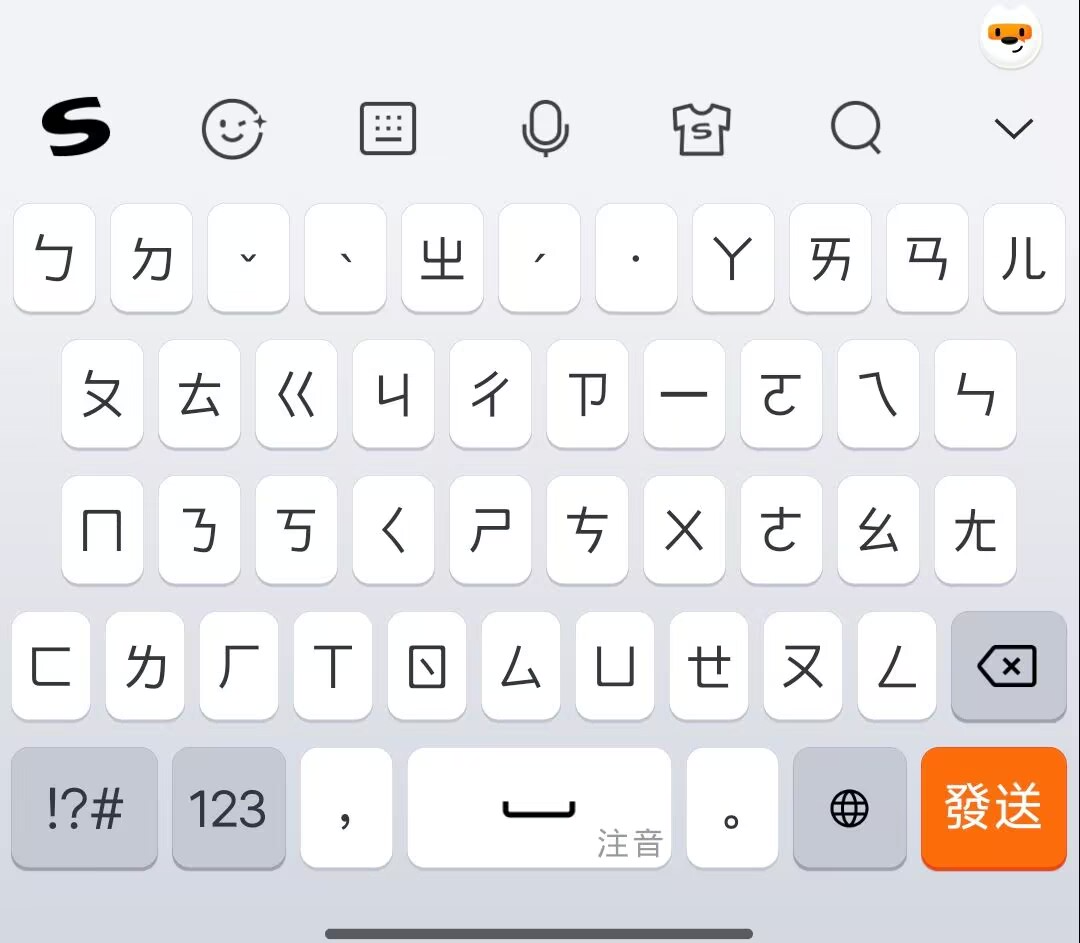 S
ㄅ ㄉ ˇ ˋ ㄓ ˊ ˙ ㄚ ㄞ ㄢ ㄦ
ㄆ ㄊ ㄍ ㄐ ㄔ ㄗ ㄧ ㄛ ㄟ ㄣ
ㄇ ㄋ ㄎ ㄑ ㄕ ㄘ ㄨ ㄜ ㄠ ㄤ
ㄈ ㄌ ㄏ ㄒ ㄖ ㄙ ㄩ ㄝ ㄡ ㄥ
!?# 123 , 注音 。 發送